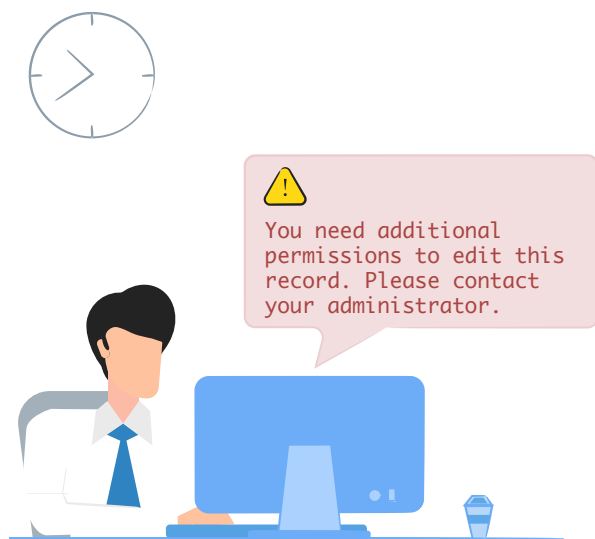 !
You need additional
permissions to edit this
record. Please contact
your administrator.